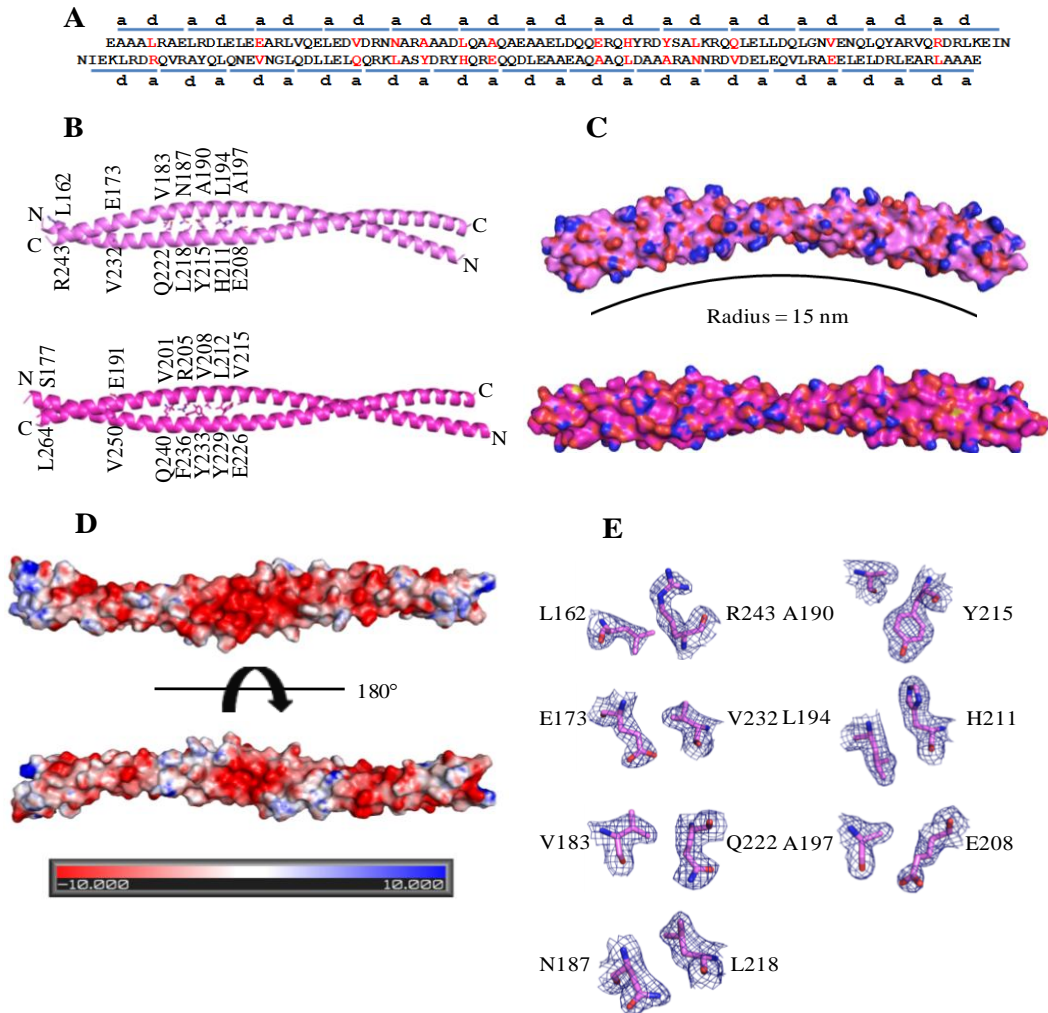 A
a d a d a d a d a d a d a d a d a d a d a d a d a d a d
EAAALRAELRDLELEEARLVQELEDVDRNNARAAADLQAAQAEAAELDQQERQHYRDYSALKRQQLELLDQLGNVENQLQYARVQRDRLKEIN
NIEKLRDRQVRAYQLQNEVNGLQDLLELQQRKLASYDRYHQREQQDLEAAEAQAAQLDAAARANNRDVDELEQVLRAEELELDRLEARLAAAE
d a d a d a d a d a d a d a d a d a d a d a d a d a d a
B
L162 E173 V183 N187 A190 L194 A197
N C
C N
R243 V232 Q222 L218 Y215 H211 E208
S177 E191 V201 R205 V208 L212 V215
N C
C N
L264 V250 Q240 F236 Y233 Y229 E226
C
Radius = 15 nm
D
180°
-10.000 10.000
E
L162 R243 A190 Y215
E173 V232 L194 H211
V183 Q222 A197 E208
N187 L218